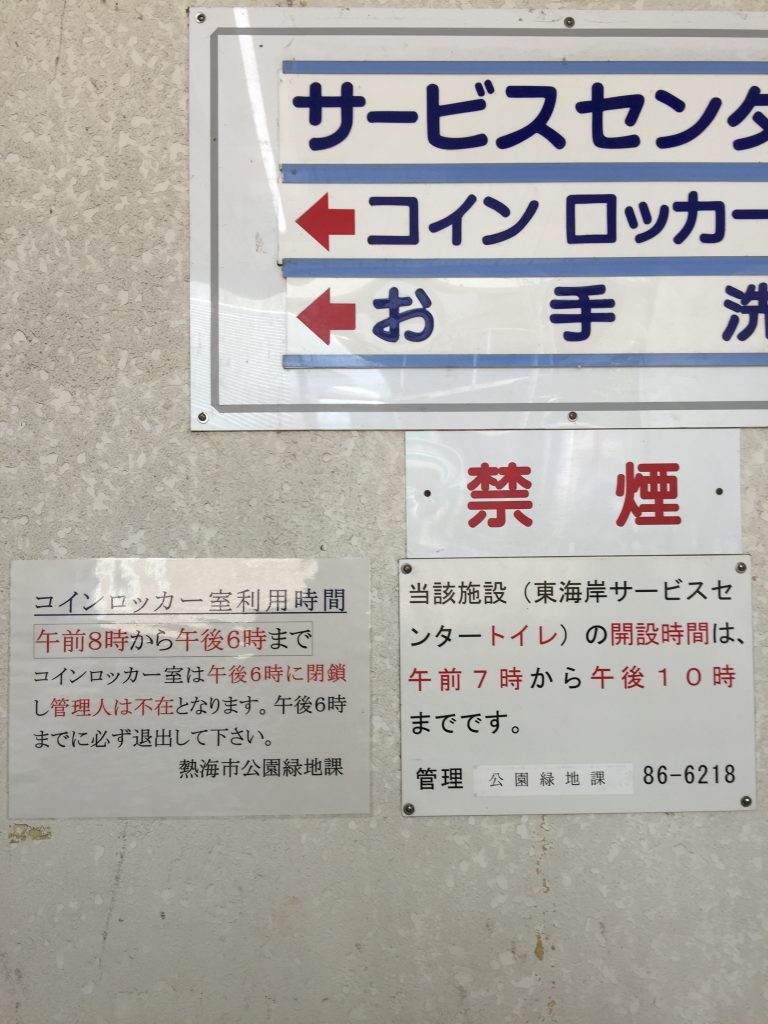 サービスセンタ
←コインロッカー
←お手洗
禁煙
コインロッカー室利用時間
午前8時から午後6時まで
コインロッカー室は午後6時に閉鎖
し管理人は不在となります。午後6時
までに必ず退出して下さい。
熱海市公園緑地課
当該施設（東海岸サービスセ
ンタートイレ）の開設時間は、
午前７時から午後１０時
までです。
管理 公園緑地課 86-6218